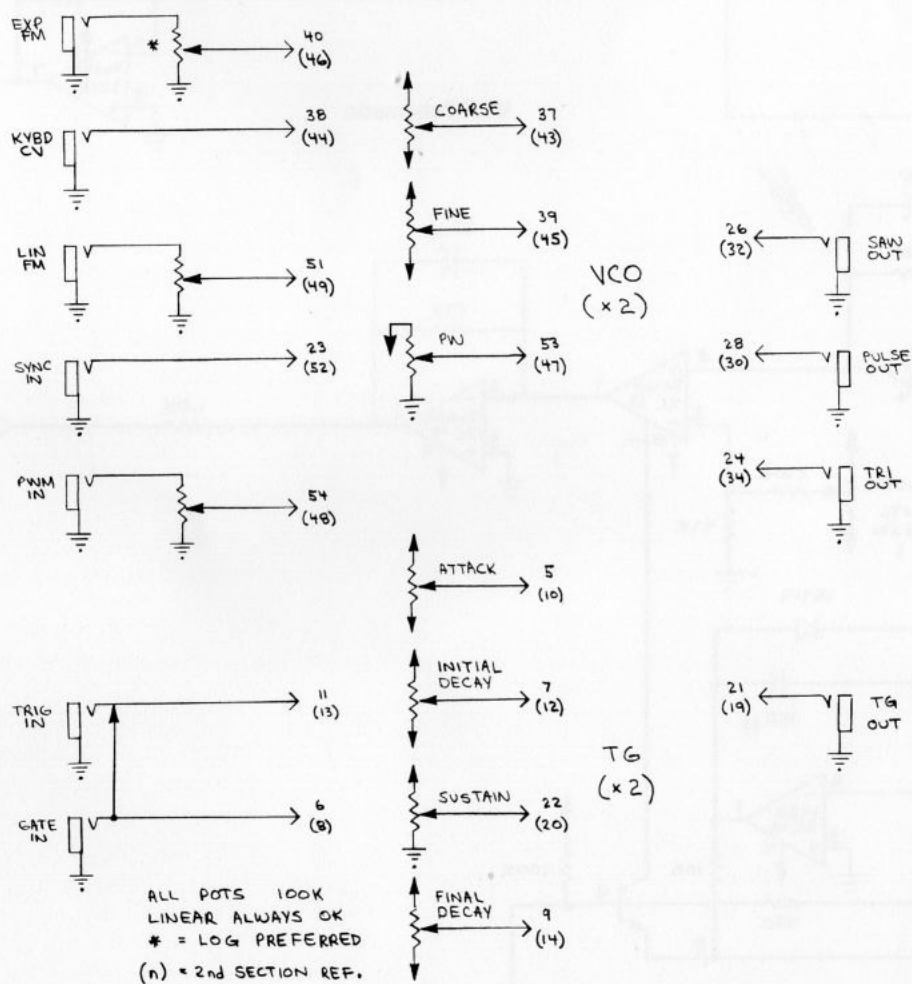 EXP
FM
*
40
(46)
KYBD
CV
38
(44)
LIN
FM
51
(49)
SYNC
IN
23
(52)
PWM
IN
54
(48)
TRIG
IN
11
(13)
GATE
IN
6
(8)
COARSE
37
(43)
FINE
39
(45)
PW
53
(47)
VCO
(×2)
ATTACK
5
(10)
INITIAL
DECAY
7
(12)
SUSTAIN
22
(20)
FINAL
DECAY
9
(14)
TG
(×2)
26
(32)
SAW
OUT
28
(30)
PULSE
OUT
24
(34)
TRI
OUT
21
(19)
TG
OUT
ALL POTS 100K
LINEAR ALWAYS OK
* = LOG PREFERRED
(n) = 2nd SECTION REF.